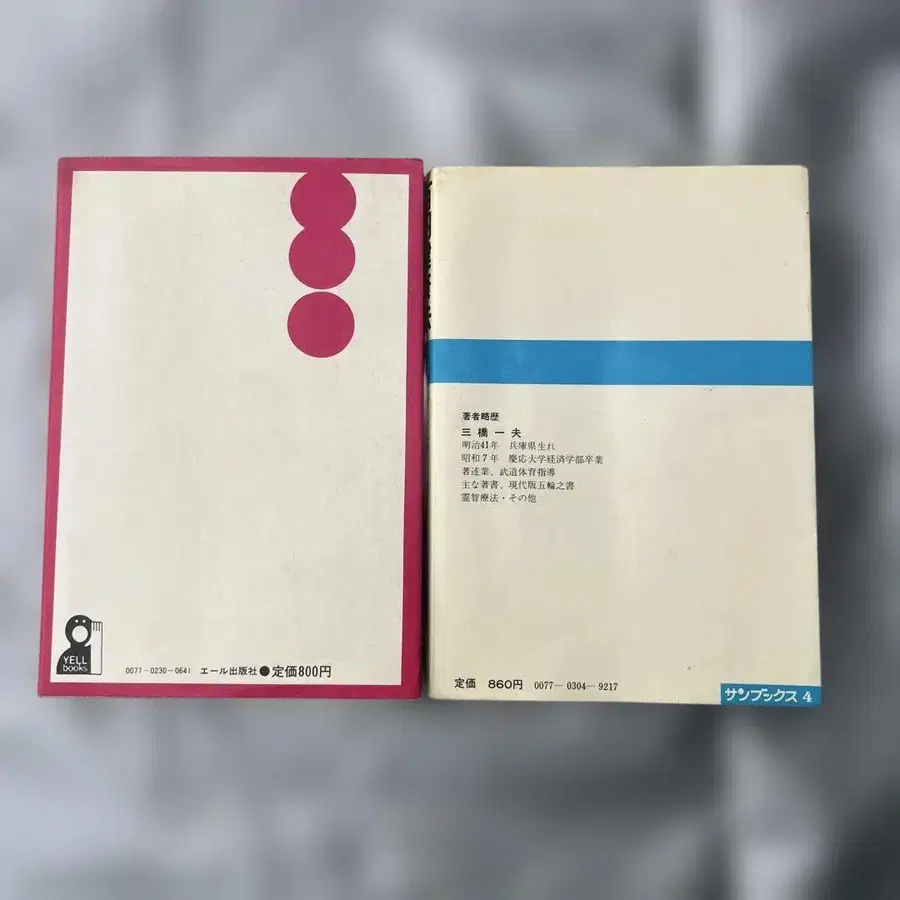 YELL
books
0077-0230-0641 エール出版社 ●定価800円
著者略歴
三橋一夫
明治41年 兵庫県生れ
昭和7年 慶応大学経済学部卒業
著述業、武道体育指導
主な著書、現代版五輪之書
霊智療法・その他
定価 860円 0077-0304-9217
サンブックス 4